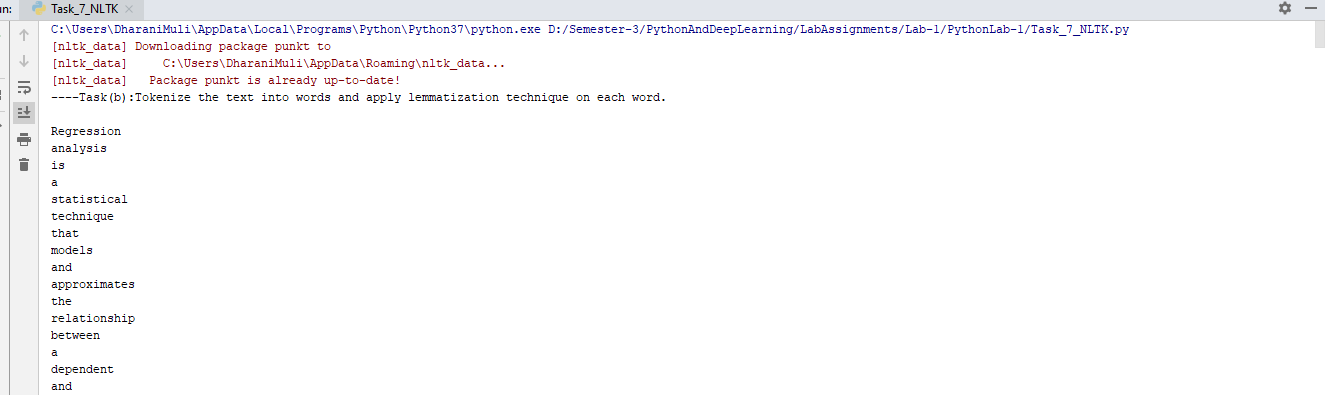 un: Task_7_NLTK
C:\Users\DharaniMuli\AppData\Local\Programs\Python\Python37\python.exe D:/Semester-3/PythonAndDeepLearning/LabAssignments/Lab-1/PythonLab-1/Task_7_NLTK.py
[nltk_data] Downloading package punkt to
[nltk_data]     C:\Users\DharaniMuli\AppData\Roaming\nltk_data...
[nltk_data]   Package punkt is already up-to-date!
----Task(b):Tokenize the text into words and apply lemmatization technique on each word.
Regression
analysis
is
a
statistical
technique
that
models
and
approximates
the
relationship
between
a
dependent
and